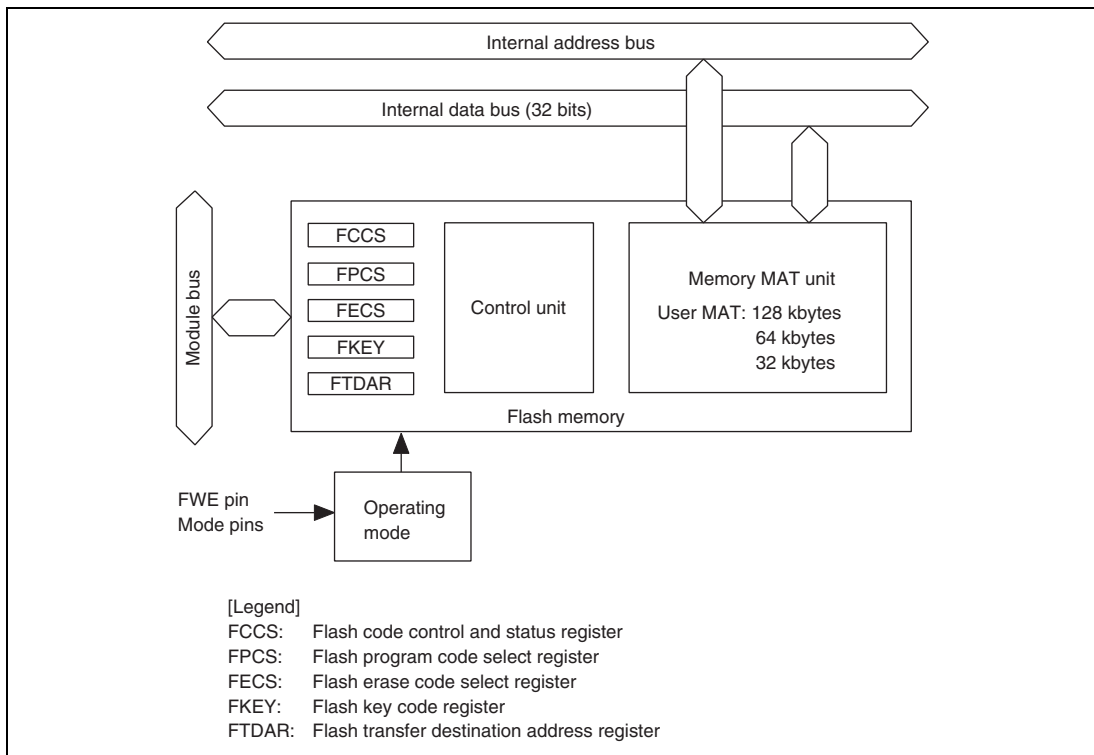 Internal address bus
Internal data bus (32 bits)
Module bus
FCCS
FPCS
FECS
FKEY
FTDAR
Control unit
Memory MAT unit
User MAT: 128 kbytes
64 kbytes
32 kbytes
Flash memory
FWE pin
Mode pins
Operating
mode
[Legend]
FCCS: Flash code control and status register
FPCS: Flash program code select register
FECS: Flash erase code select register
FKEY: Flash key code register
FTDAR: Flash transfer destination address register